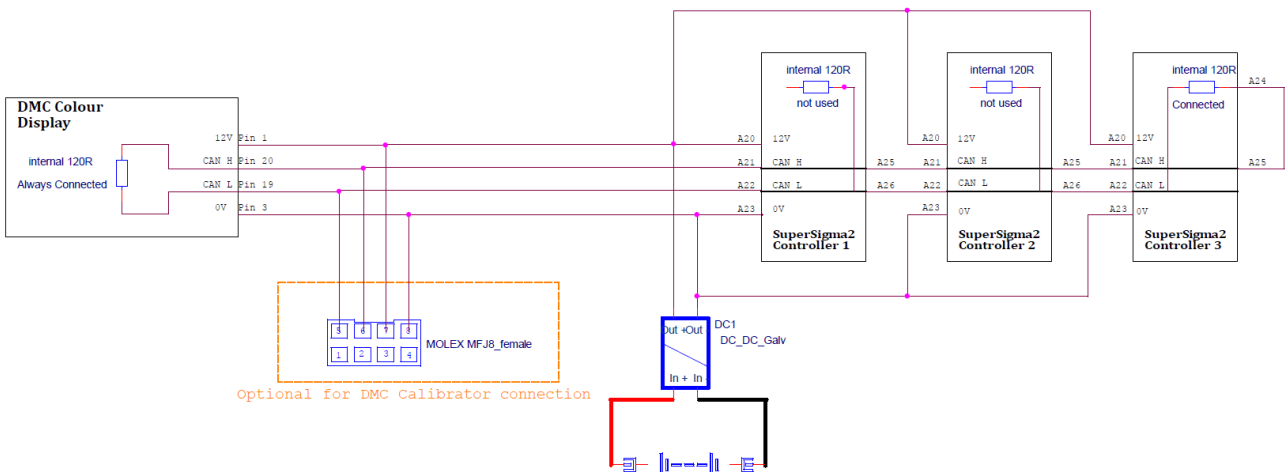 DMC Colour
Display
internal 120R
Always Connected
12V Pin 1
CAN H Pin 20
CAN L Pin 19
0V Pin 3
internal 120R
not used
A20 12V
A21 CAN H A25
A22 CAN L A26
A23 0V
SuperSigma2
Controller 1
internal 120R
not used
A20 12V
A21 CAN H A25
A22 CAN L A26
A23 0V
SuperSigma2
Controller 2
internal 120R
Connected
A24
A20 12V
A21 CAN H A25
A22 CAN L
A23 0V
SuperSigma2
Controller 3
5 6 7 8
1 2 3 4
MOLEX MFJ8_female
Optional for DMC Calibrator connection
Out +Out
In + In
DC1
DC_DC_Galv